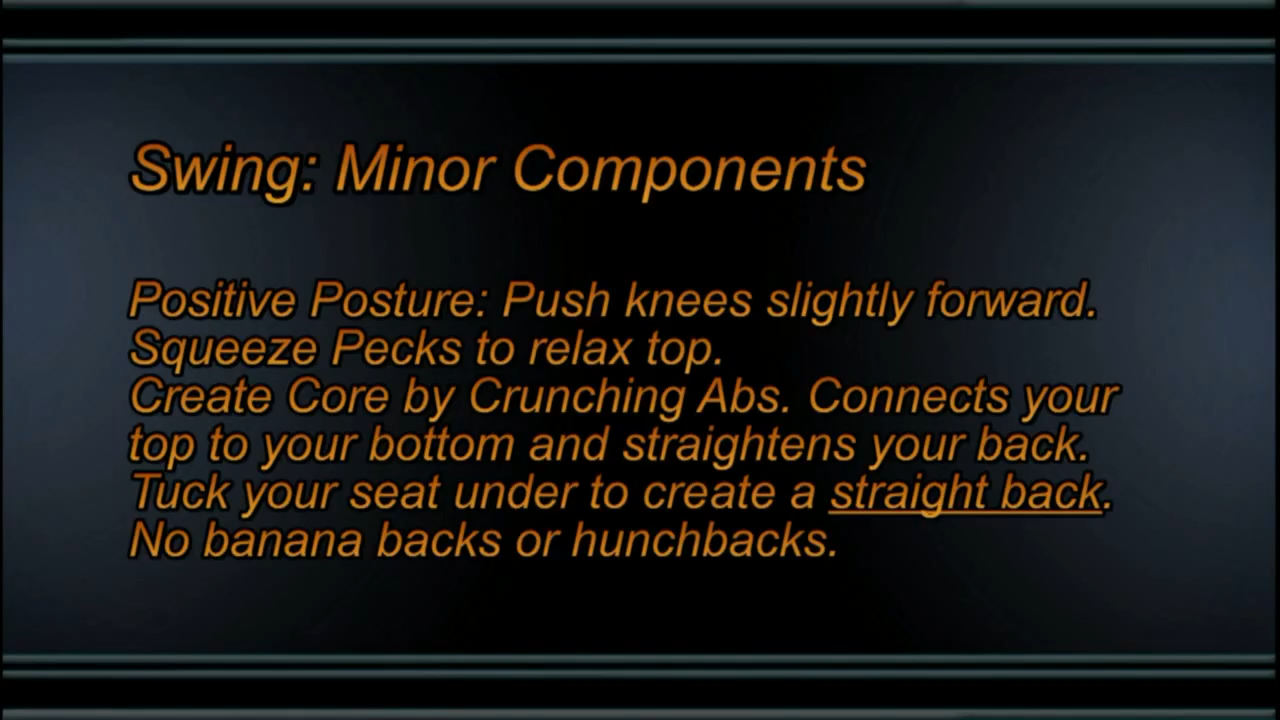 Swing: Minor Components
Positive Posture: Push knees slightly forward.
Squeeze Pecks to relax top.
Create Core by Crunching Abs. Connects your
top to your bottom and straightens your back.
Tuck your seat under to create a straight back.
No banana backs or hunchbacks.